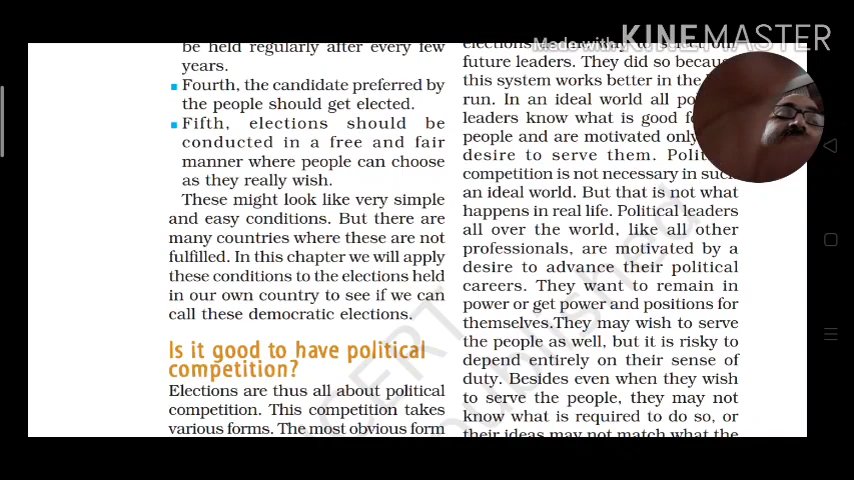 Made with KINEMASTER
be held regularly after every few
years.
Fourth, the candidate preferred by
the people should get elected.
Fifth, elections should be
conducted in a free and fair
manner where people can choose
as they really wish.
These might look like very simple
and easy conditions. But there are
many countries where these are not
fulfilled. In this chapter we will apply
these conditions to the elections held
in our own country to see if we can
call these democratic elections.
Is it good to have political
competition?
Elections are thus all about political
competition. This competition takes
various forms. The most obvious form
elections
future leaders. They did so
this system works better in the
run. In an ideal world all
leaders know what is good
people and are motivated only
desire to serve them.
competition is not necessary in such
an ideal world. But that is not what
happens in real life. Political leaders
all over the world, like all other
professionals, are motivated by a
desire to advance their political
careers. They want to remain in
power or get power and positions for
themselves.They may wish to serve
the people as well, but it is risky to
depend entirely on their sense of
duty. Besides even when they wish
to serve the people, they may not
know what is required to do so, or
their ideas may not match what the
NCERT
published